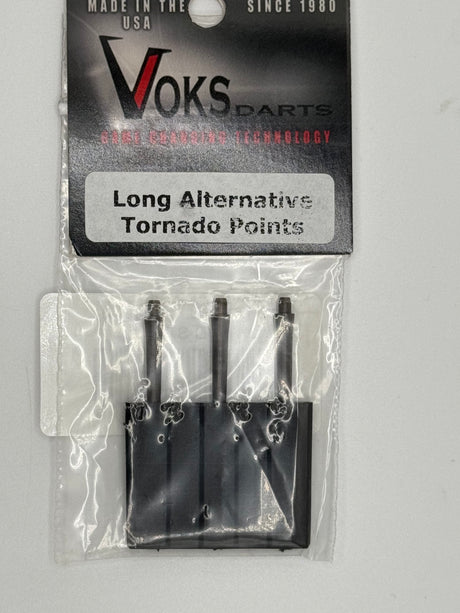 MADE IN THE
USA
SINCE 1980
VOKS DARTS
GAME CHANGING TECHNOLOGY
Long Alternative
Tornado Points